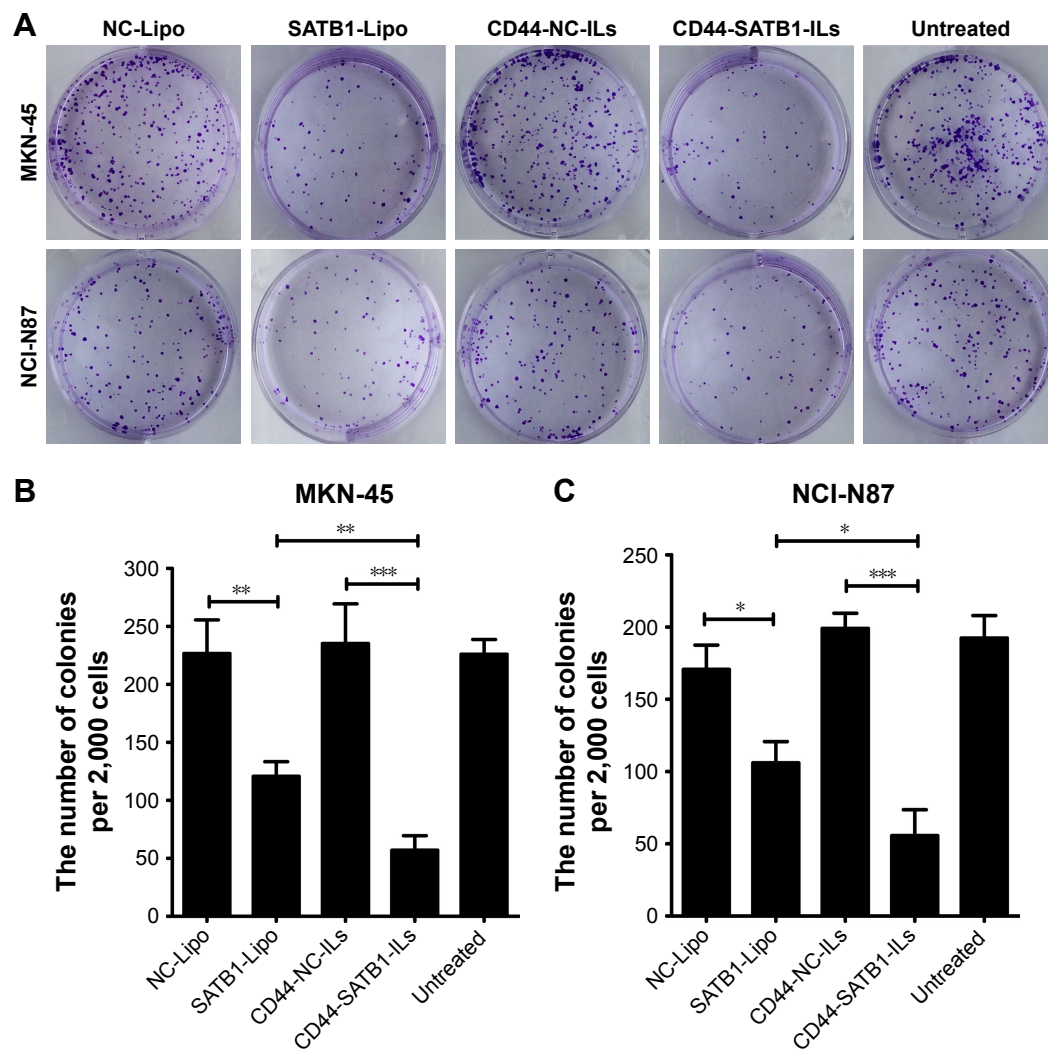 A
NC-Lipo SATB1-Lipo CD44-NC-ILs CD44-SATB1-ILs Untreated
MKN-45
NCI-N87
B MKN-45
**
**
***
The number of colonies
per 2,000 cells
300
250
200
150
100
50
0
NC-Lipo
SATB1-Lipo
CD44-NC-ILs
CD44-SATB1-ILs
Untreated
C NCI-N87
*
*
***
The number of colonies
per 2,000 cells
250
200
150
100
50
0
NC-Lipo
SATB1-Lipo
CD44-NC-ILs
CD44-SATB1-ILs
Untreated